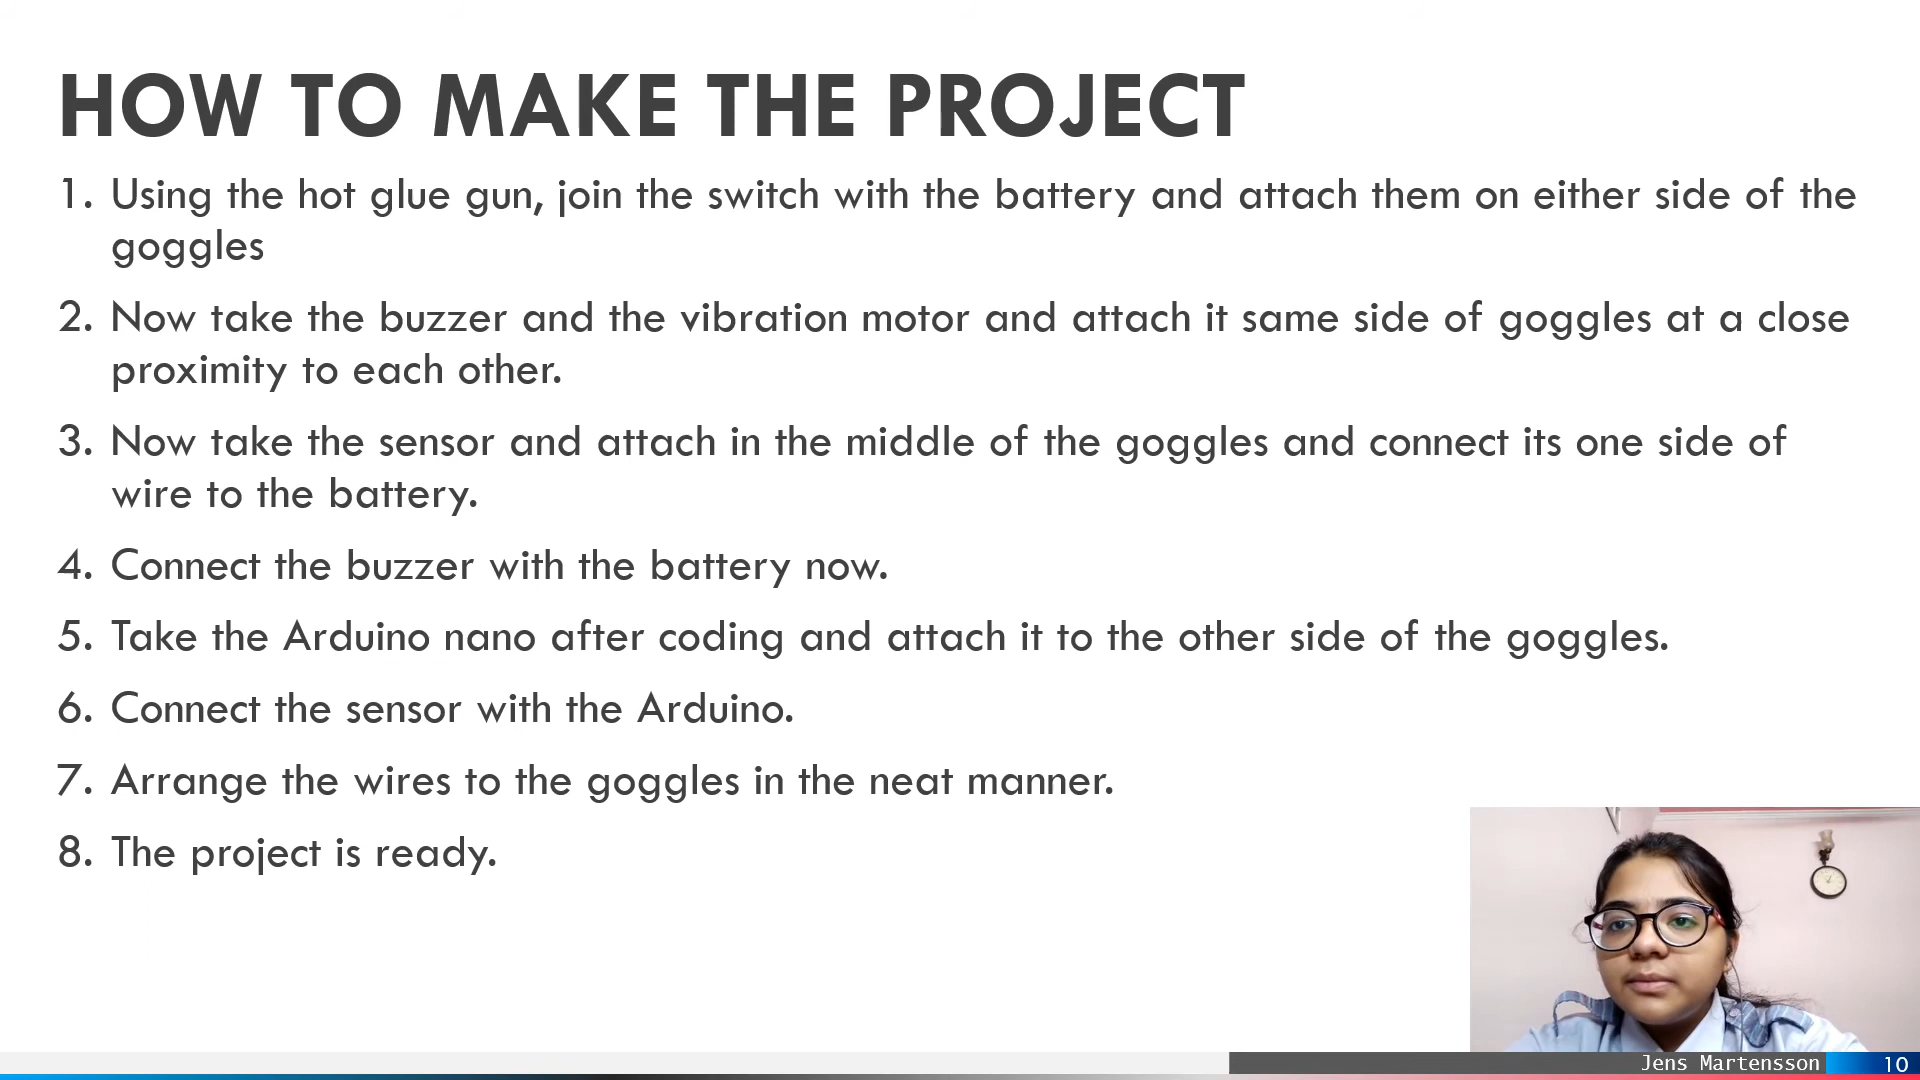 HOW TO MAKE THE PROJECT
1. Using the hot glue gun, join the switch with the battery and attach them on either side of the
goggles
2. Now take the buzzer and the vibration motor and attach it same side of goggles at a close
proximity to each other.
3. Now take the sensor and attach in the middle of the goggles and connect its one side of
wire to the battery.
4. Connect the buzzer with the battery now.
5. Take the Arduino nano after coding and attach it to the other side of the goggles.
6. Connect the sensor with the Arduino.
7. Arrange the wires to the goggles in the neat manner.
8. The project is ready.
Jens Martensson 10